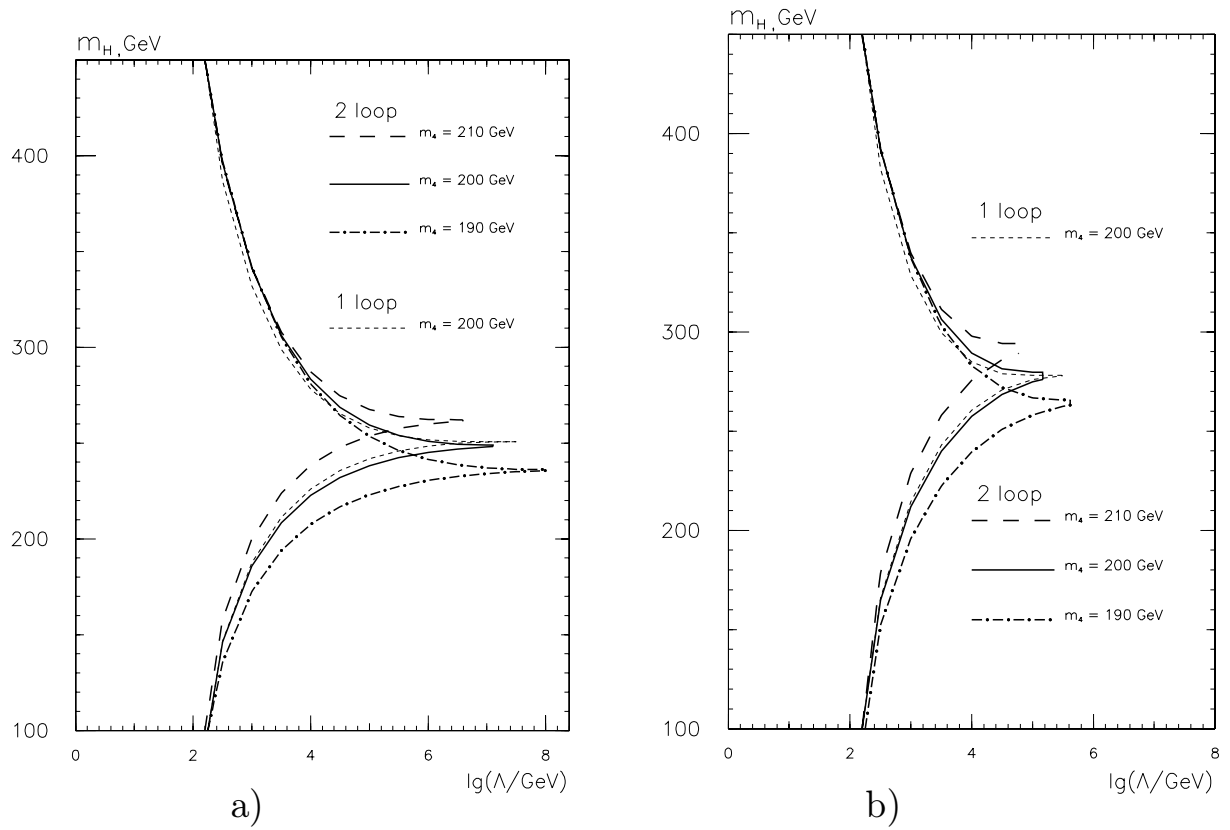 m_H, GeV
2 loop
m₄ = 210 GeV
m₄ = 200 GeV
m₄ = 190 GeV
1 loop
m₄ = 200 GeV
400
300
200
100
0
2
4
6
8
lg(Λ/GeV)
a)
m_H, GeV
1 loop
m₄ = 200 GeV
2 loop
m₄ = 210 GeV
m₄ = 200 GeV
m₄ = 190 GeV
400
300
200
100
0
2
4
6
8
lg(Λ/GeV)
b)